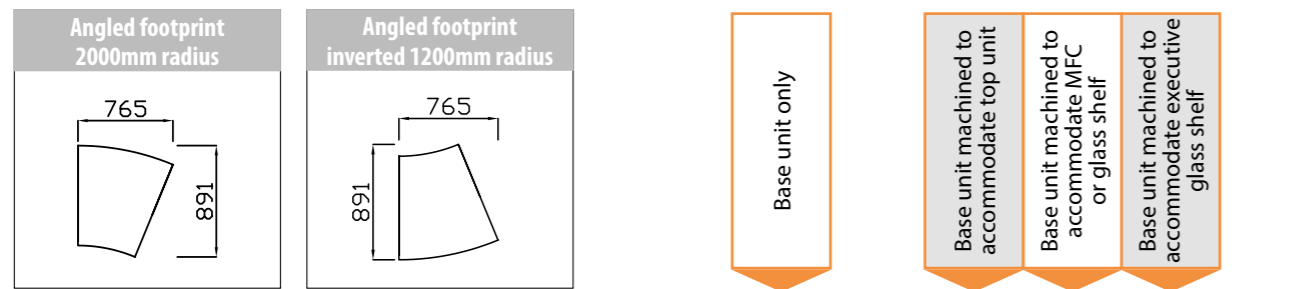 Angled footprint
2000mm radius
765
891
Angled footprint
inverted 1200mm radius
765
891
Base unit only
Base unit machined to
accommodate top unit
Base unit machined to
accommodate MFC
or glass shelf
Base unit machined to
accommodate executive
glass shelf